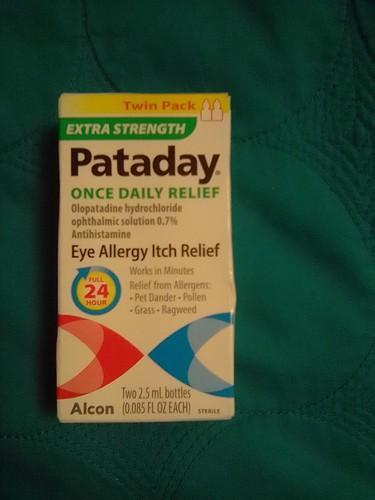 Twin Pack
EXTRA STRENGTH
Pataday®
ONCE DAILY RELIEF
Olopatadine hydrochloride
ophthalmic solution 0.7%
Antihistamine
Eye Allergy Itch Relief
FULL
24
HOUR
Works in Minutes
Relief from Allergens:
• Pet Dander • Pollen
• Grass • Ragweed
Two 2.5 mL bottles
(0.085 FL OZ EACH)
Alcon
STERILE